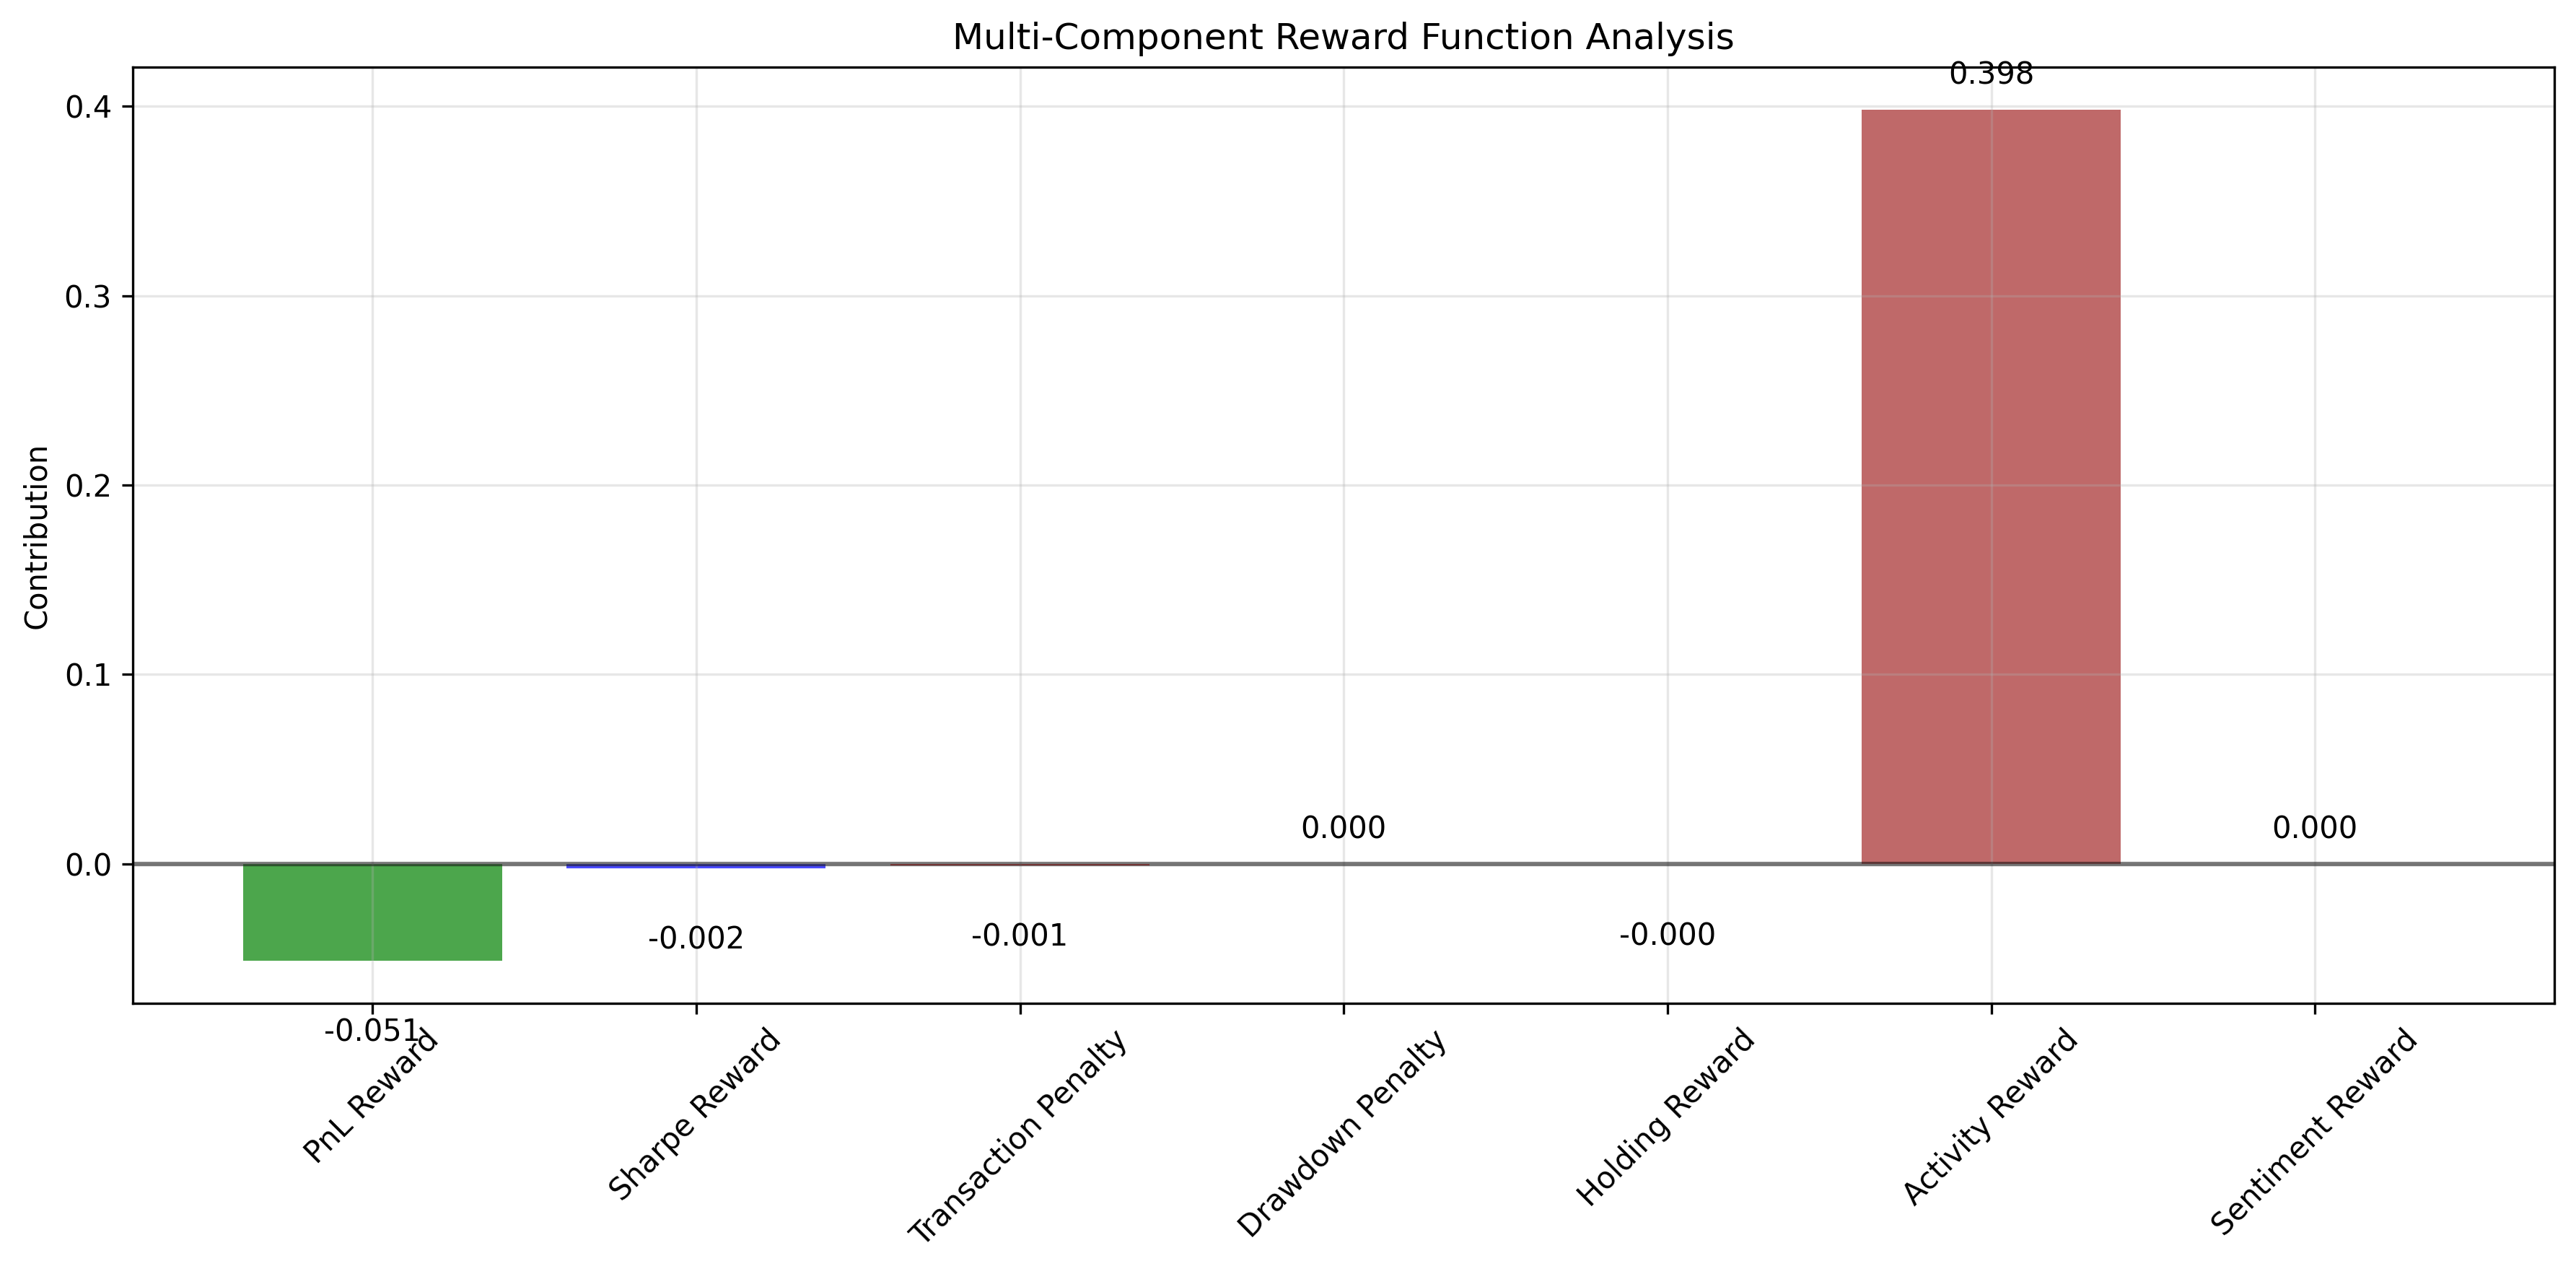 Multi-Component Reward Function Analysis
0.398
0.4
0.3
0.2
0.1
0.0
Contribution
0.000
0.000
-0.002
-0.001
-0.000
-0.051
PnL Reward
Sharpe Reward
Transaction Penalty
Drawdown Penalty
Holding Reward
Activity Reward
Sentiment Reward